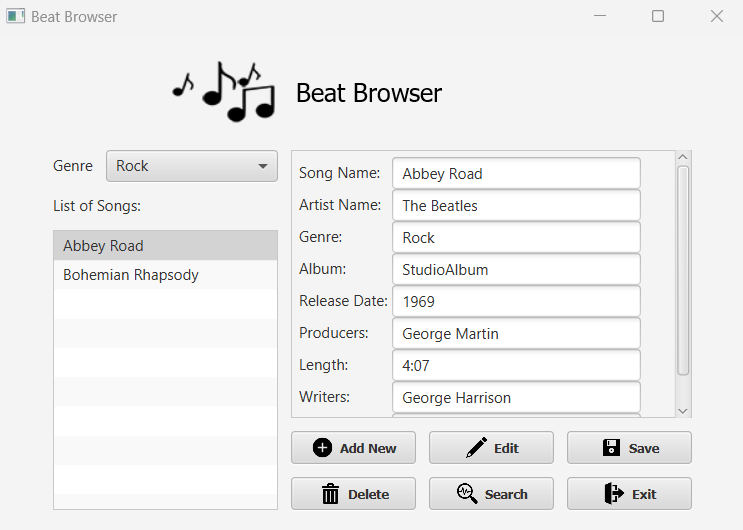 Beat Browser
Beat Browser
Genre Rock
List of Songs:
Abbey Road
Bohemian Rhapsody
Song Name: Abbey Road
Artist Name: The Beatles
Genre: Rock
Album: StudioAlbum
Release Date: 1969
Producers: George Martin
Length: 4:07
Writers: George Harrison
Add New Edit Save
Delete Search Exit